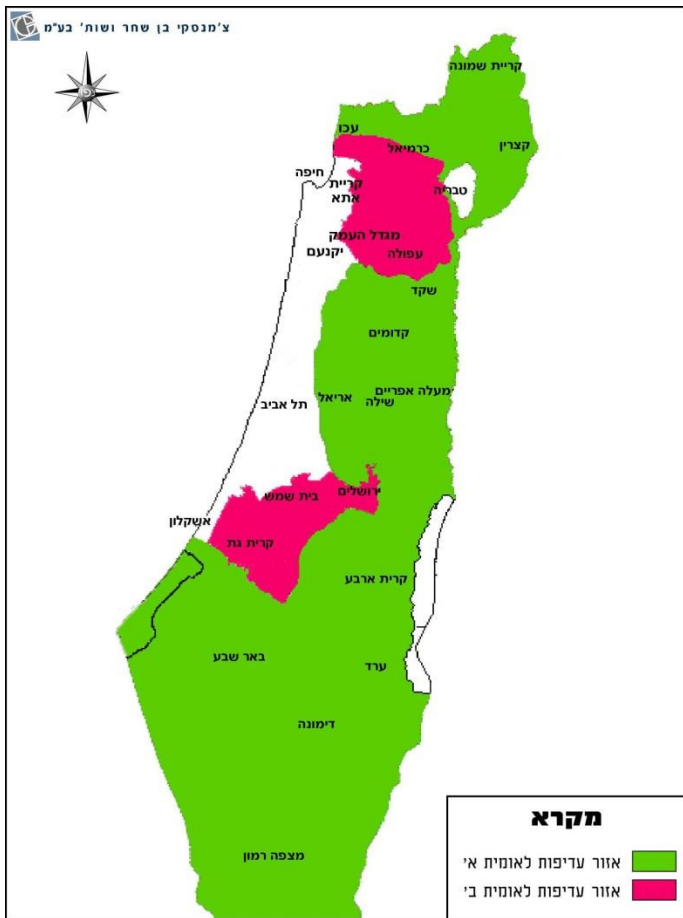 צ'מנסקי בן שחר ושות' בע"מ
קריית שמונה
עכו
כרמיאל
קצרין
חיפה
קריית
אתא
טבריה
מגדל העמק
יקנעם
עפולה
שקד
קדומים
מעלה אפריים
אריאל
שילה
תל אביב
ירושלים
בית שמש
אשקלון
קרית גת
קרית ארבע
באר שבע
ערד
דימונה
מצפה רמון
מקרא
אזור עדיפות לאומית א'
אזור עדיפות לאומית ב'